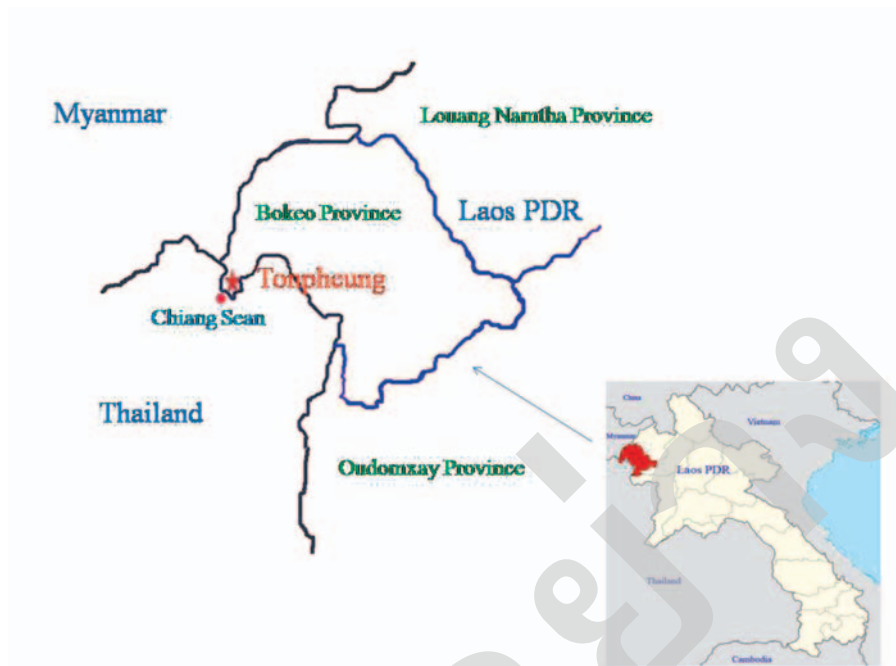 Myanmar
Louang Namtha Province
Bokeo Province
Laos PDR
Tonpheung
Chiang Sean
Thailand
Oudomxay Province
China
Vietnam
Myanmar
Laos PDR
Thailand
Cambodia